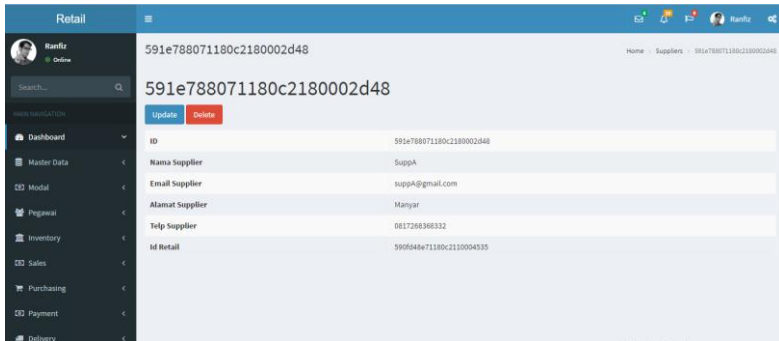 Retail
Ranfiz
Ranfiz
Online
Search...
MAIN NAVIGATION
Dashboard
Master Data
Modal
Pegawai
Inventory
Sales
Purchasing
Payment
Delivery
591e788071180c2180002d48
Home Suppliers 591e788071180c2180002d48
591e788071180c2180002d48
Update Delete
ID 591e788071180c2180002d48
Nama Supplier SuppA
Email Supplier suppA@gmail.com
Alamat Supplier Manyar
Telp Supplier 0817268368332
Id Retail 590fd48e71180c2110004535